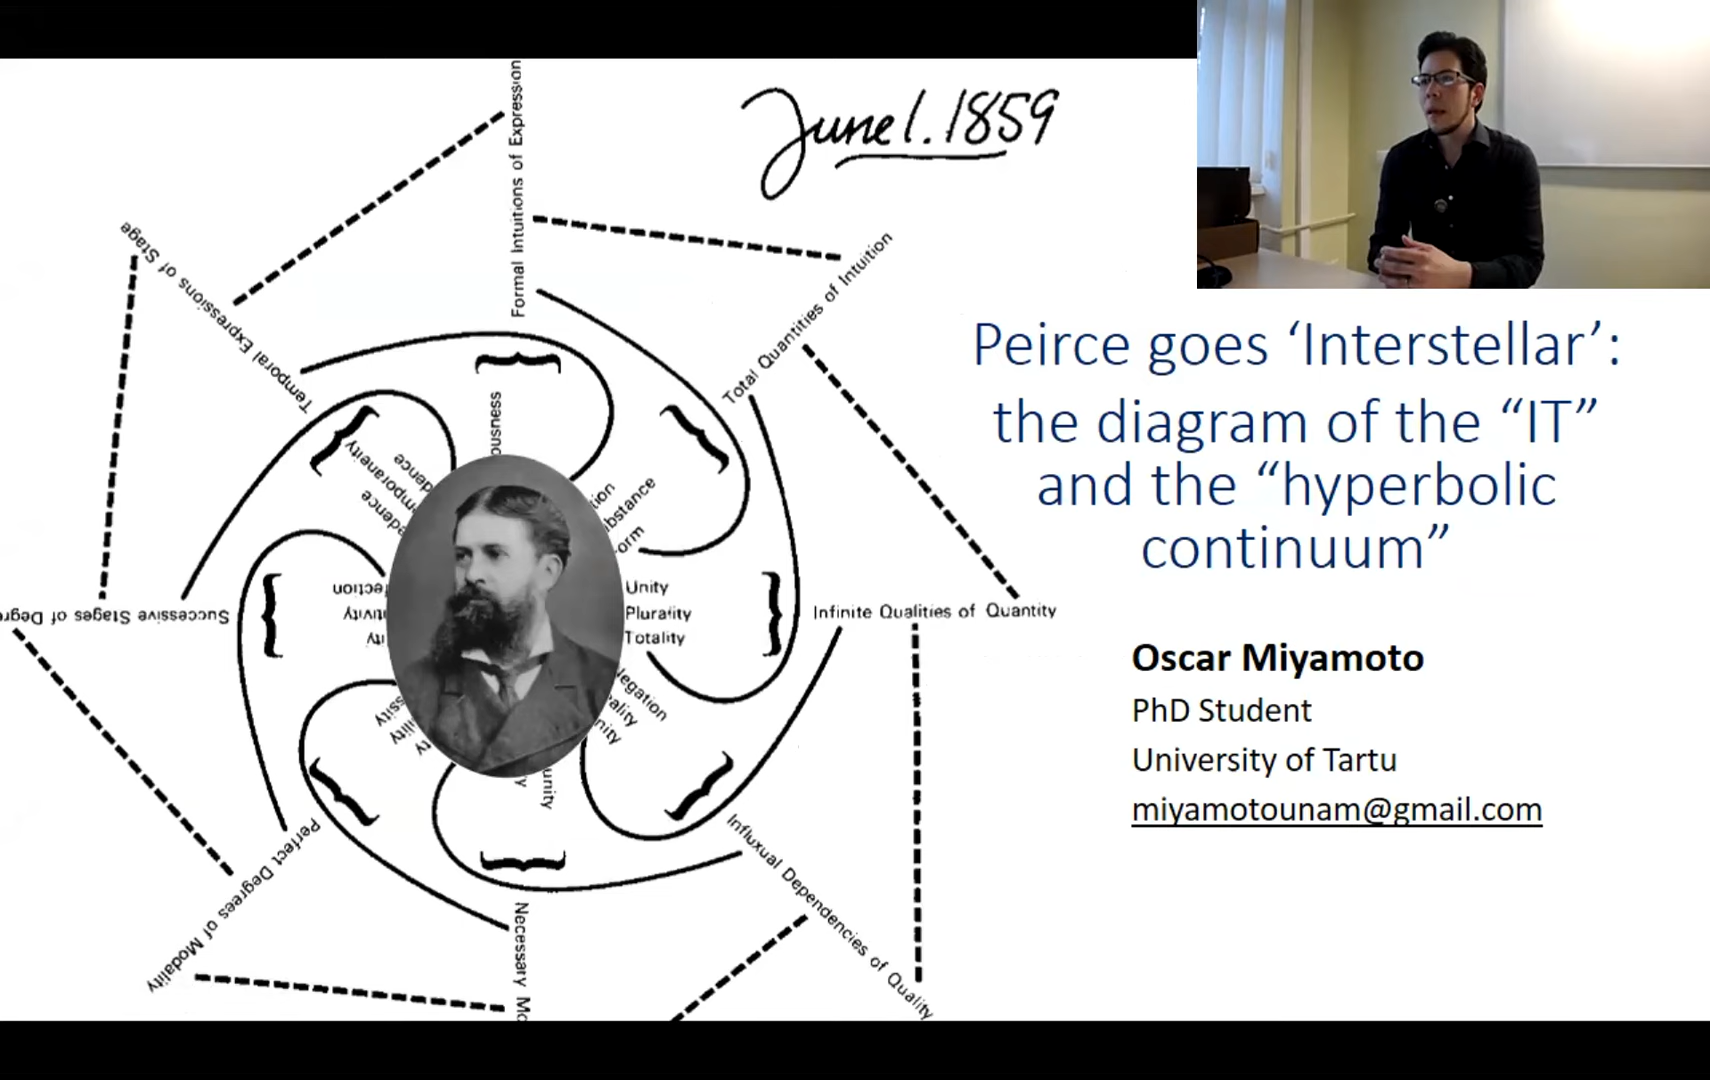 June 1. 1859
Peirce goes ‘Interstellar’:
the diagram of the “IT”
and the “hyperbolic
continuum”
Oscar Miyamoto
PhD Student
University of Tartu
miyamotounam@gmail.com
Formal Intuitions of Expression
Total Quantities of Intuition
Infinite Qualities of Quantity
Influxual Dependencies of Quality
Necessary
Perfect Degrees of Modality
Successive Stages of
Temporal Expressions of Stage
Unity
Plurality
Totality